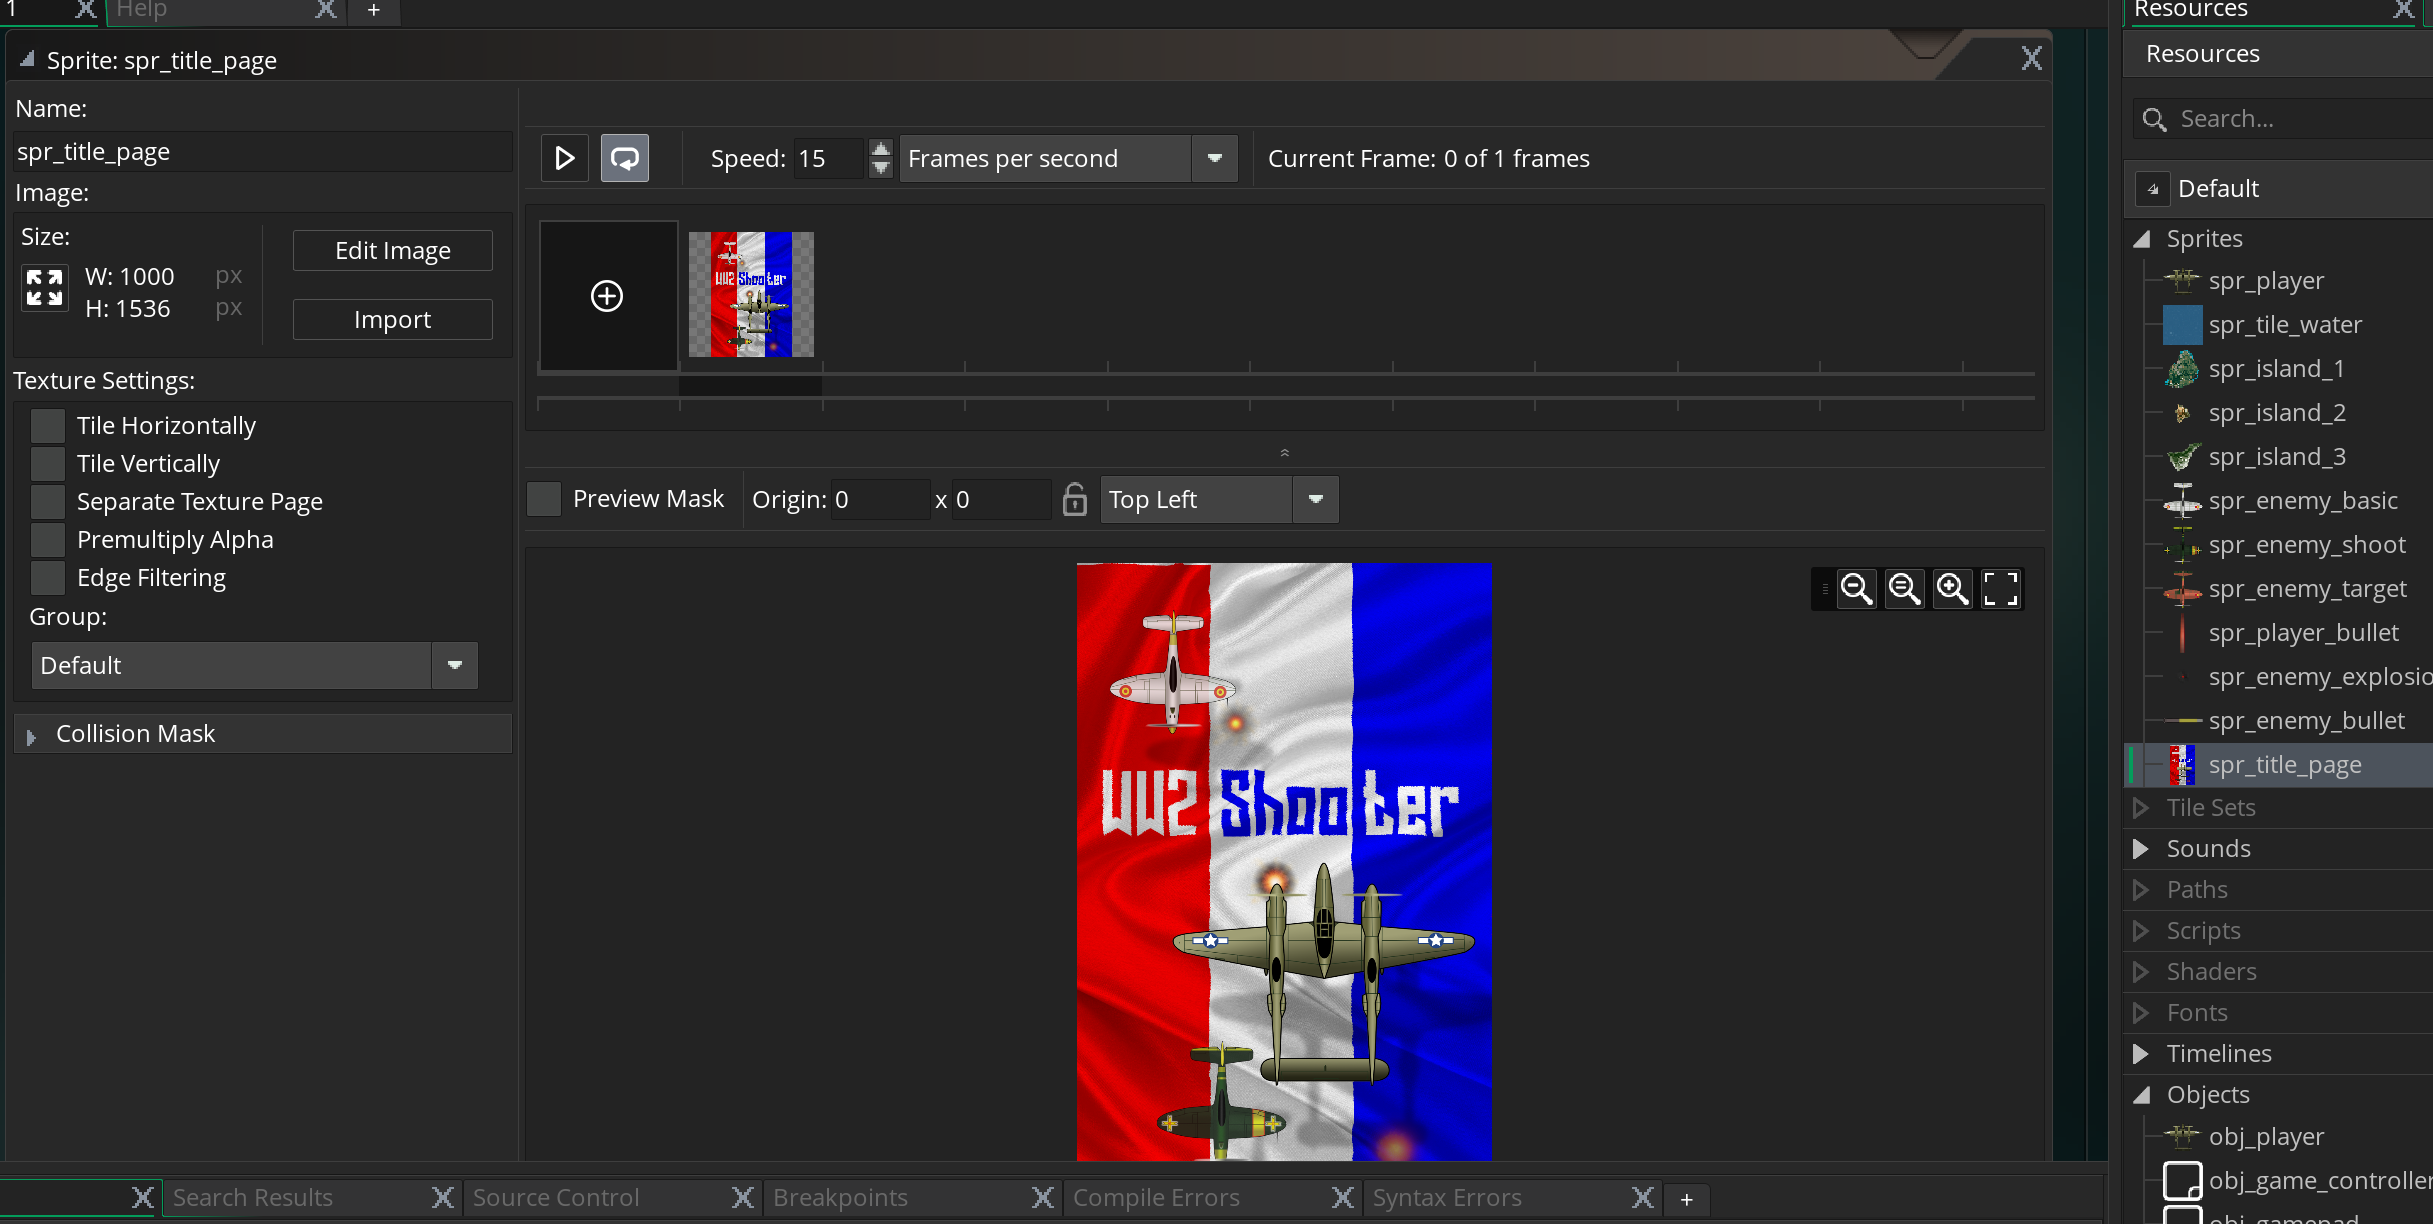 1
Help
+
Resources
Sprite: spr_title_page
Resources
Name:
spr_title_page
Search...
Speed: 15
Frames per second
Current Frame: 0 of 1 frames
Image:
Default
Size:
W: 1000 px
H: 1536 px
Edit Image
Import
WW2 Shooter
Sprites
spr_player
spr_tile_water
spr_island_1
spr_island_2
spr_island_3
spr_enemy_basic
spr_enemy_shoot
spr_enemy_target
spr_player_bullet
spr_enemy_explosio
spr_enemy_bullet
spr_title_page
Texture Settings:
Tile Horizontally
Tile Vertically
Separate Texture Page
Premultiply Alpha
Edge Filtering
Group:
Default
Collision Mask
Preview Mask
Origin: 0 x 0
Top Left
WW2 Shooter
Tile Sets
Sounds
Paths
Scripts
Shaders
Fonts
Timelines
Objects
obj_player
obj_game_controller
obj_gamepad
Search Results
Source Control
Breakpoints
Compile Errors
Syntax Errors
+